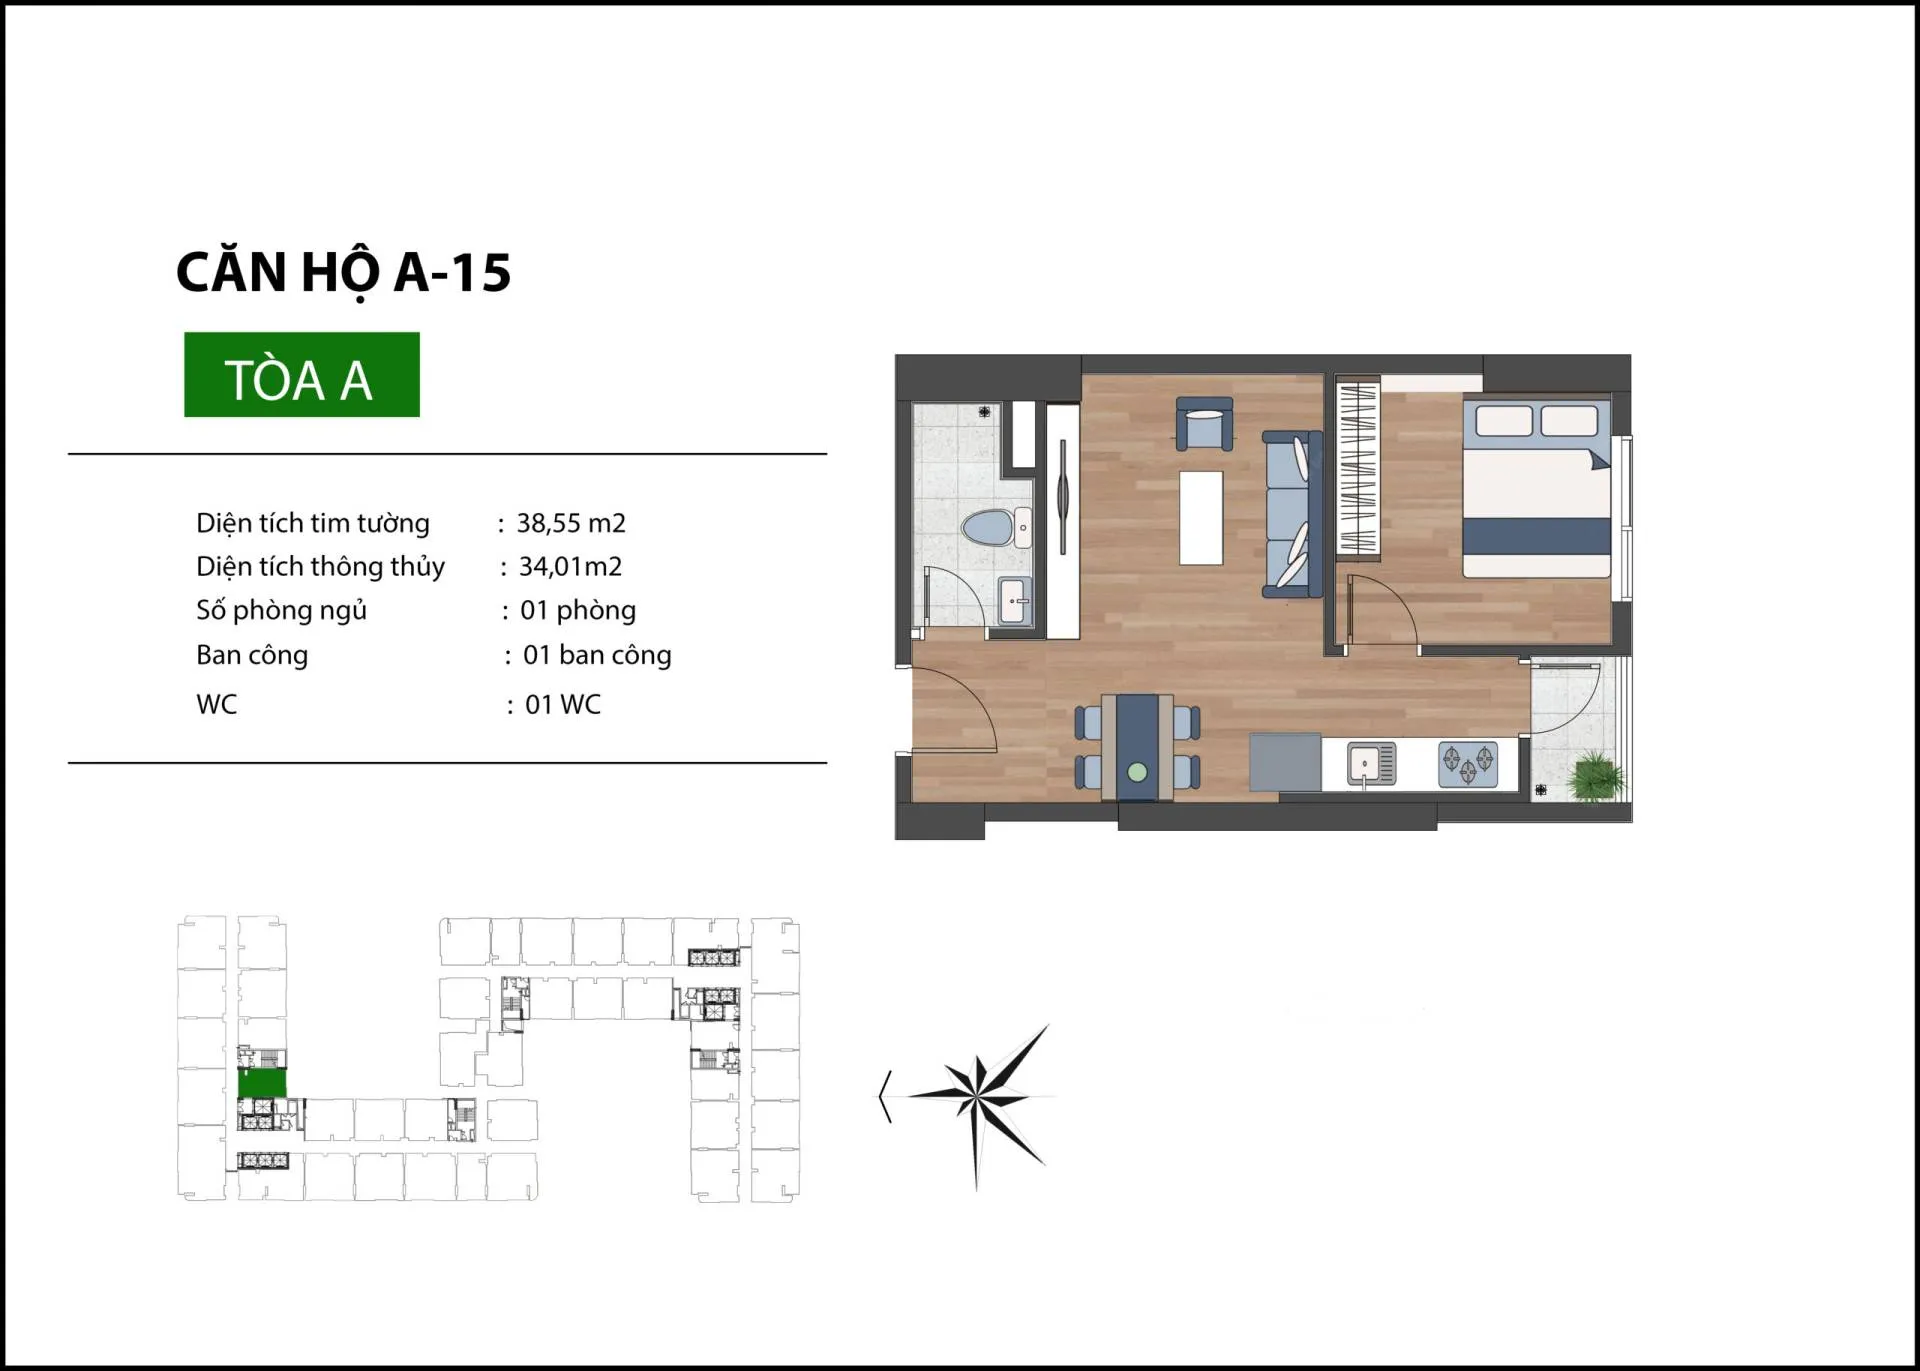 CĂN HỘ A-15
TÒA A
Diện tích tim tường : 38,55 m2
Diện tích thông thủy : 34,01m2
Số phòng ngủ : 01 phòng
Ban công : 01 ban công
WC : 01 WC